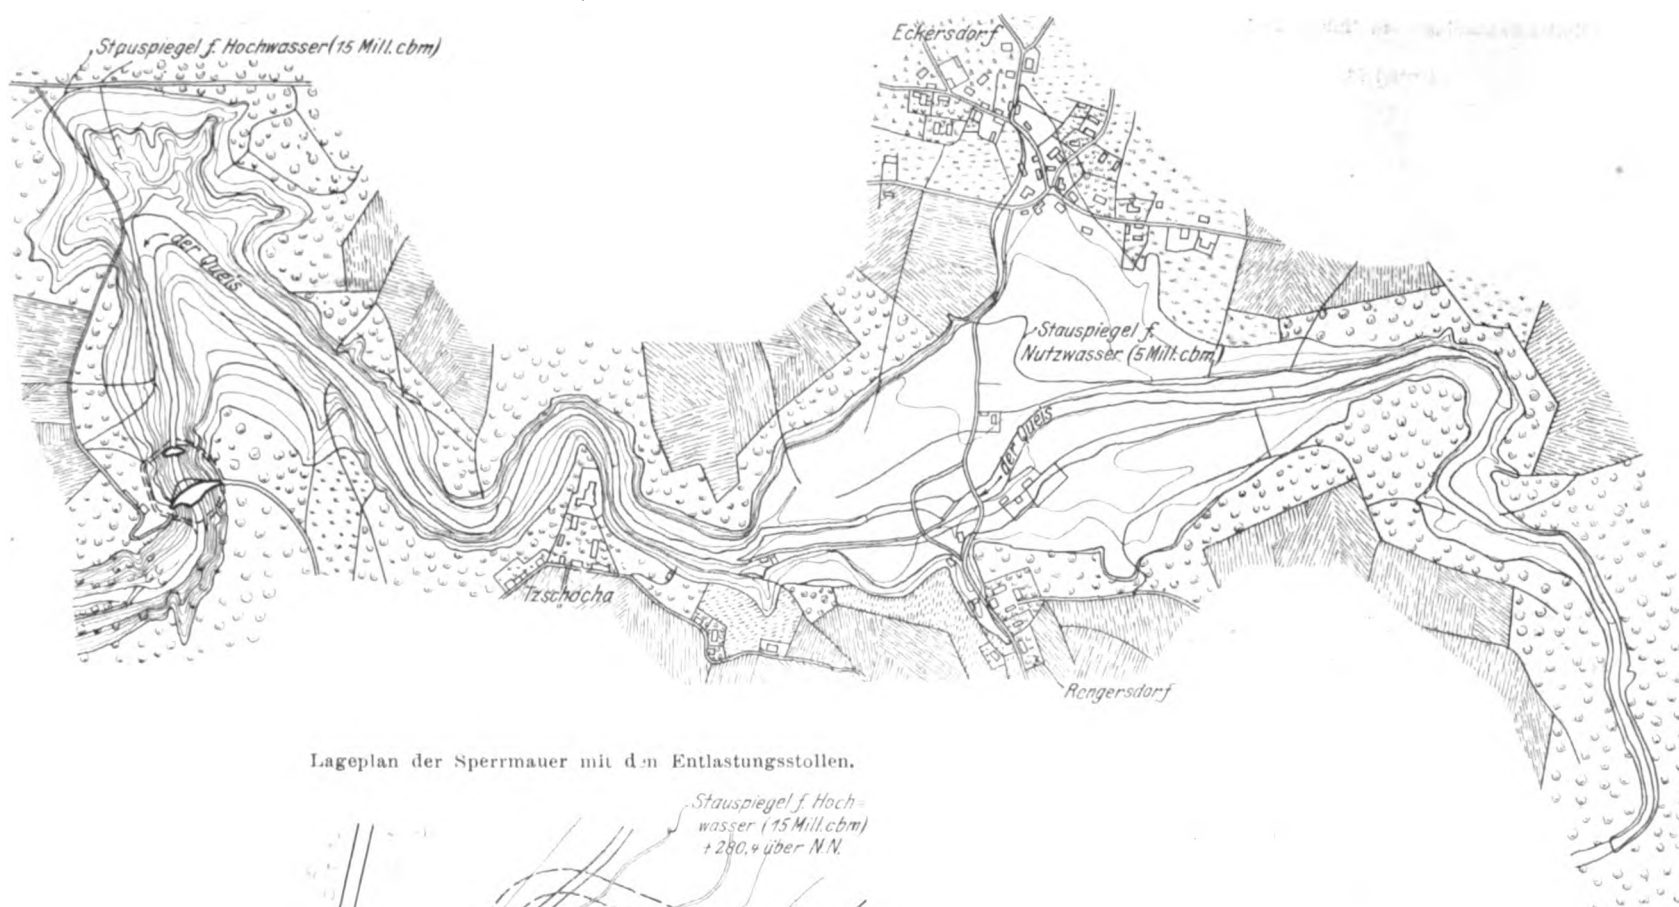 Stauspiegel f. Hochwasser (15 Mill. cbm)
Eckersdorf
der Queis
Stauspiegel f.
Nutzwasser (5 Mill. cbm)
der Queis
Tzschocha
Rengersdorf
Lageplan der Sperrmauer mit den Entlastungsstollen.
Stauspiegel f. Hoch-
wasser (15 Mill. cbm)
+280,4 über N.N.